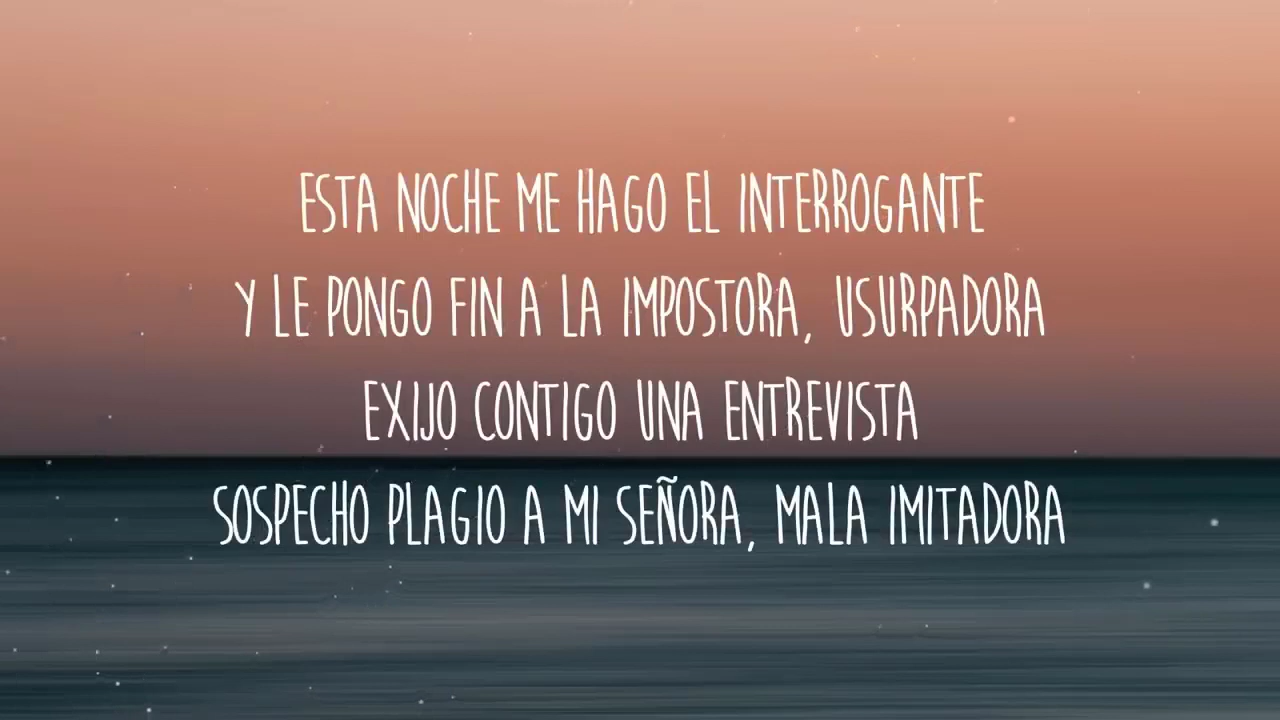 ESTA NOCHE ME HAGO EL INTERROGANTE
Y LE PONGO FIN A LA IMPOSTORA, USURPADORA
EXIJO CONTIGO UNA ENTREVISTA
SOSPECHO PLAGIO A MI SEÑORA, MALA IMITADORA